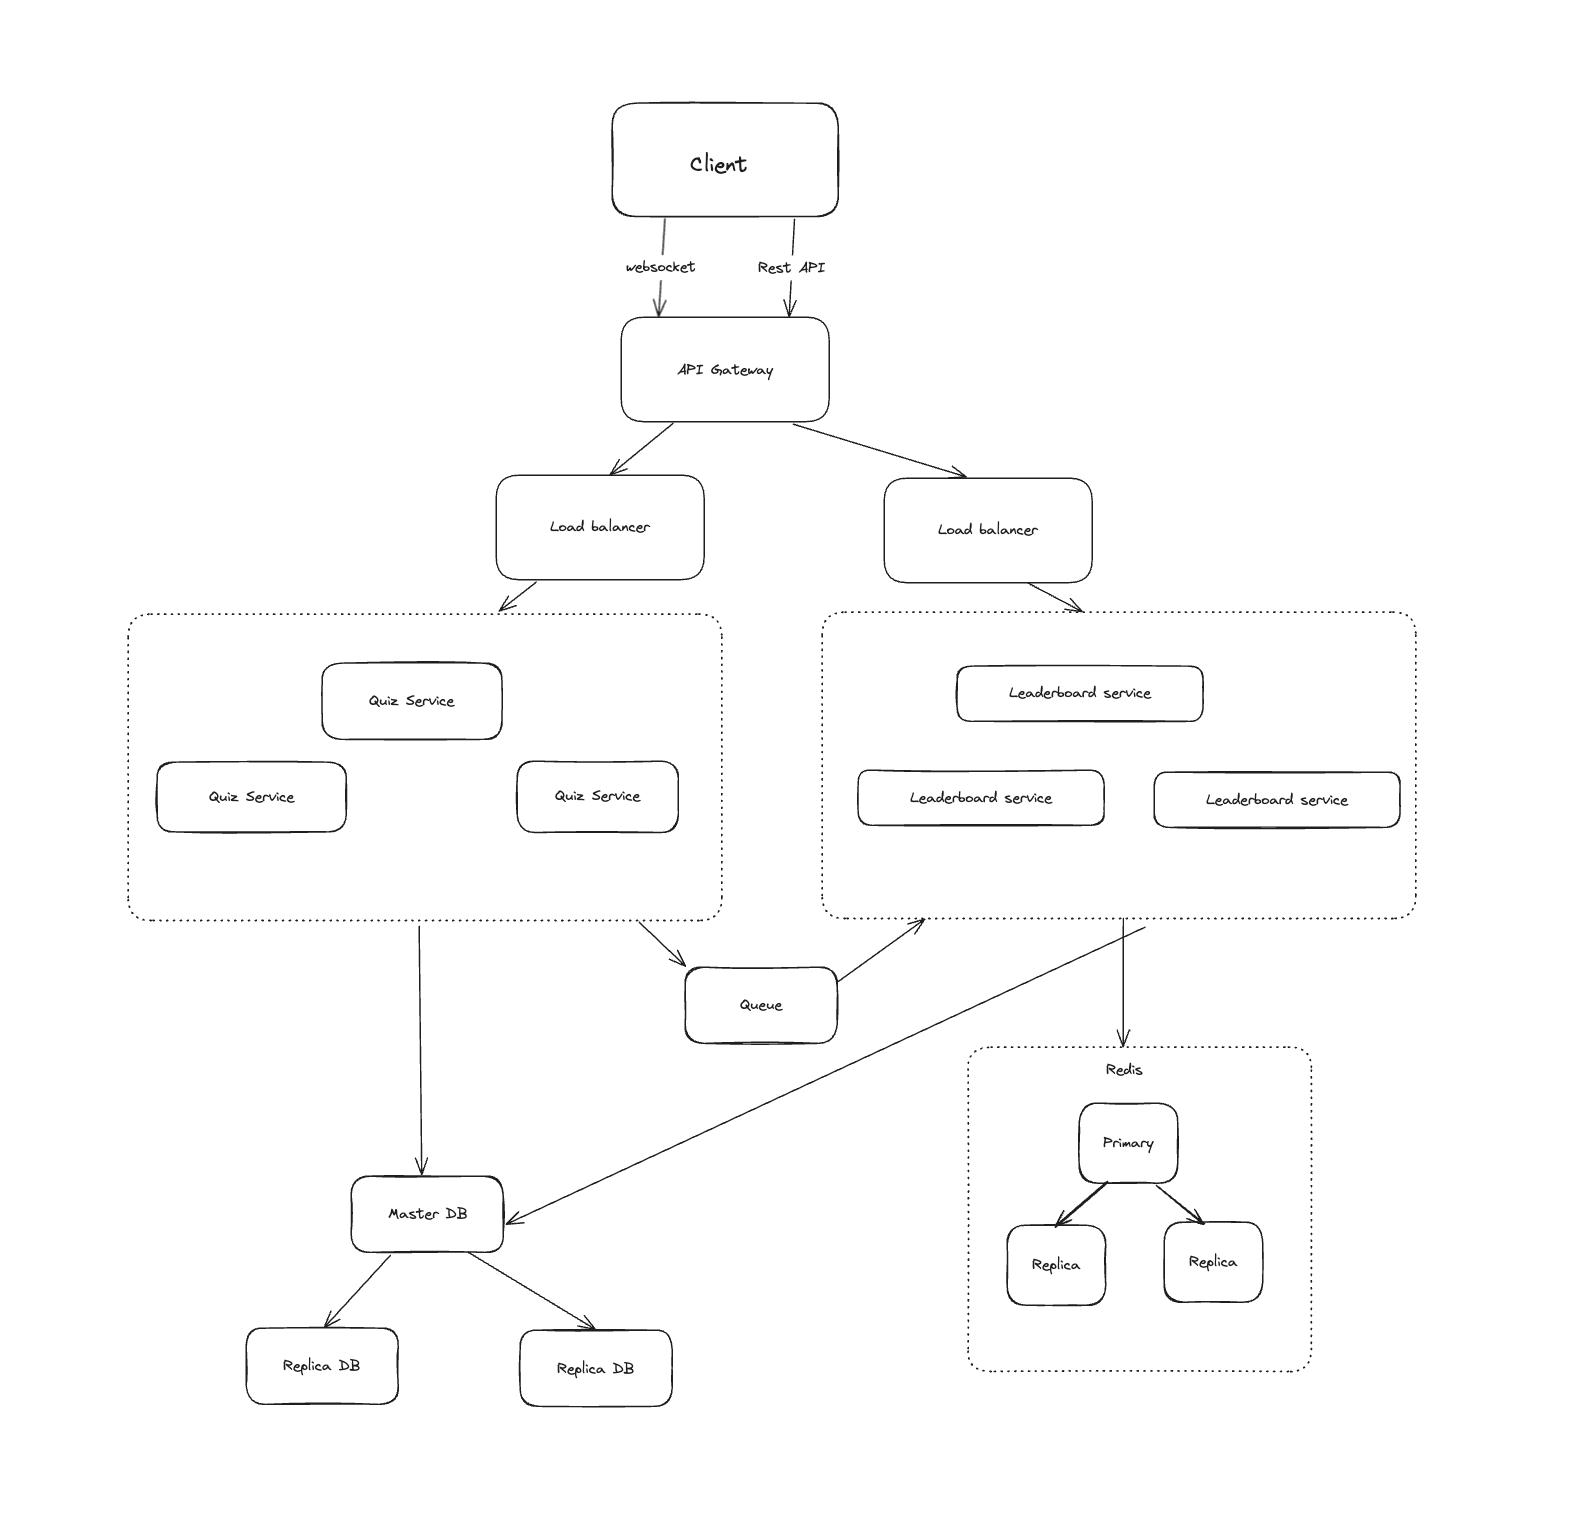 Client
websocket
Rest API
API Gateway
Load balancer
Load balancer
Quiz Service
Leaderboard service
Quiz Service
Quiz Service
Leaderboard service
Leaderboard service
Queue
Redis
Primary
Master DB
Replica
Replica
Replica DB
Replica DB